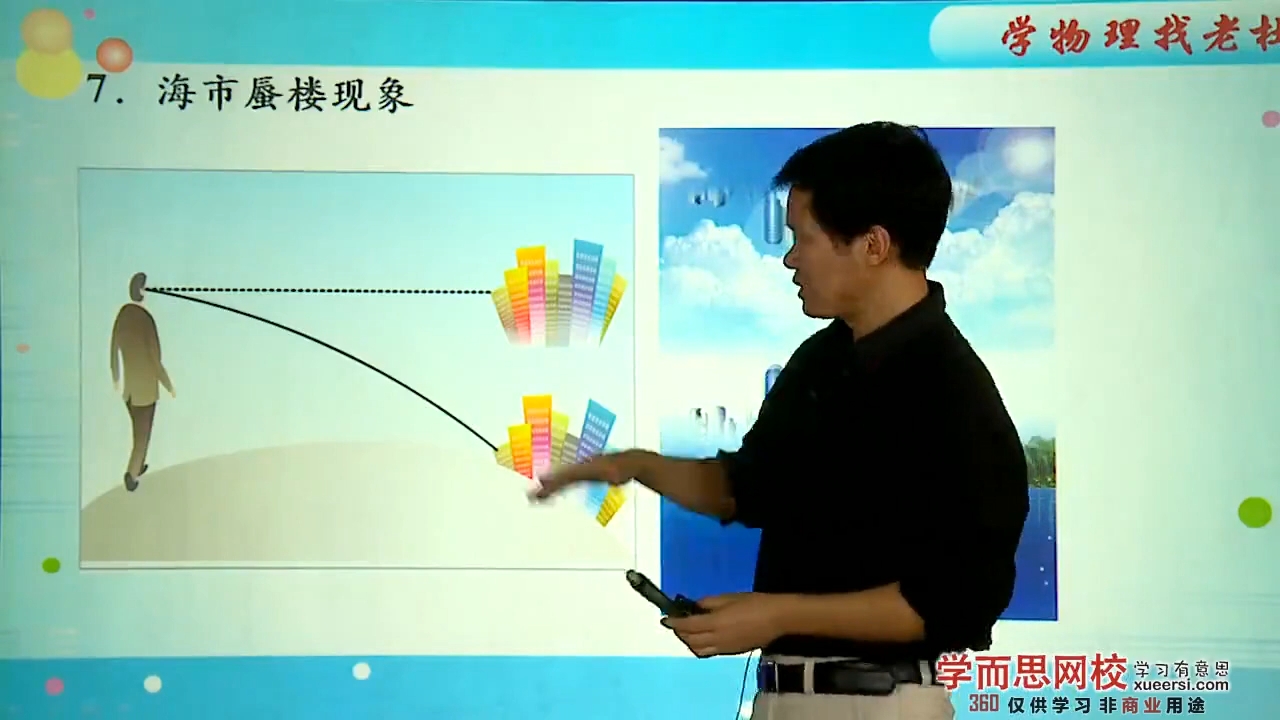 学物理找老杜
7. 海市蜃楼现象
学而思网校 学习有意思
xueersi.com
360 仅供学习 非商业用途